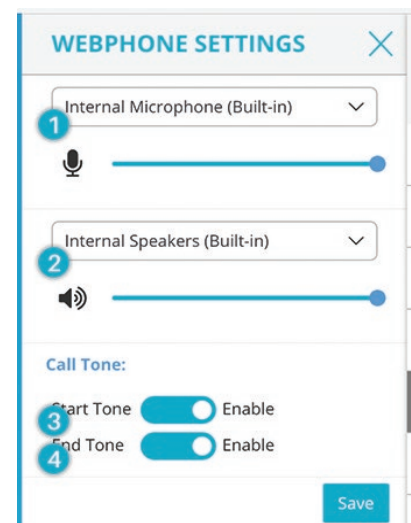 WEBPHONE SETTINGS
Internal Microphone (Built-in)
1
Internal Speakers (Built-in)
2
Call Tone:
Start Tone Enable
3
End Tone Enable
4
Save